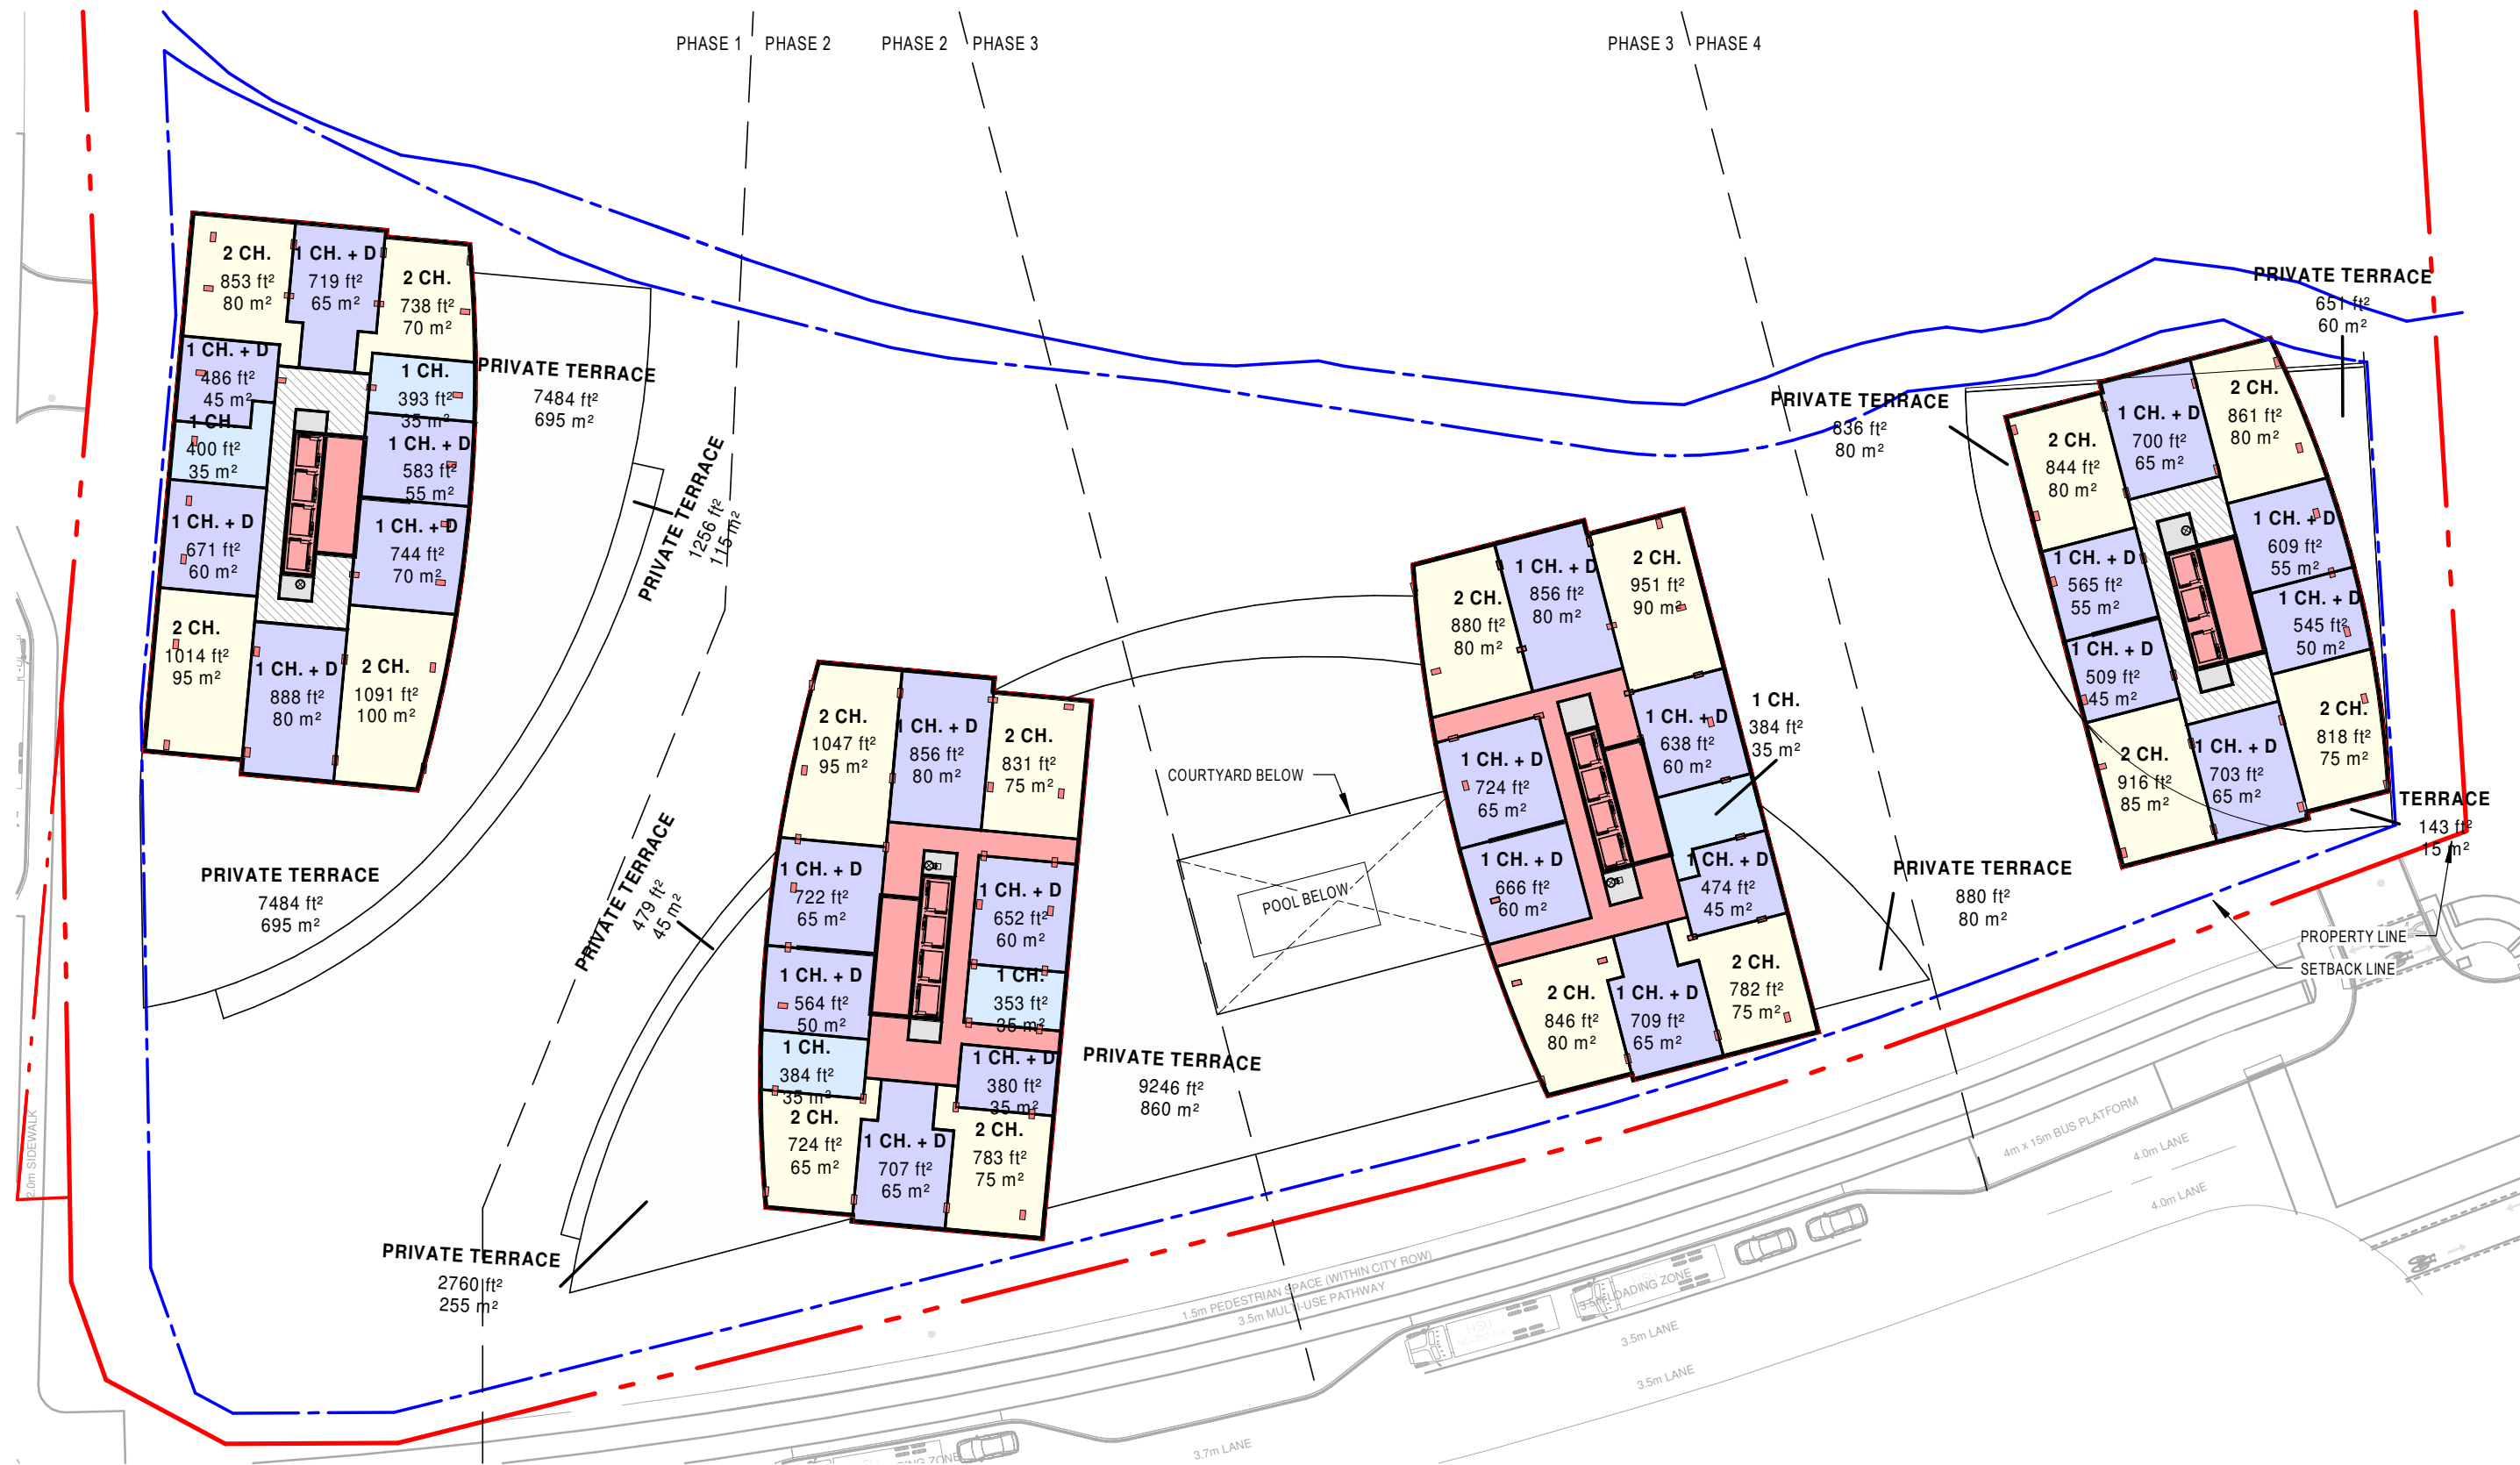 PHASE 1
PHASE 2
PHASE 2
PHASE 3
PHASE 3
PHASE 4
2 CH.
853 ft²
80 m²
1 CH. + D
719 ft²
65 m²
2 CH.
738 ft²
70 m²
1 CH. + D
486 ft²
45 m²
1 CH.
393 ft²
35 m²
1 CH.
400 ft²
35 m²
1 CH. + D
583 ft²
55 m²
1 CH. + D
671 ft²
60 m²
1 CH. + D
744 ft²
70 m²
2 CH.
1014 ft²
95 m²
1 CH. + D
888 ft²
80 m²
2 CH.
1091 ft²
100 m²
PRIVATE TERRACE
7484 ft²
695 m²
PRIVATE TERRACE
1256 ft²
115 m²
PRIVATE TERRACE
7484 ft²
695 m²
PRIVATE TERRACE
479 ft²
45 m²
PRIVATE TERRACE
2760 ft²
255 m²
2 CH.
1047 ft²
95 m²
1 CH. + D
856 ft²
80 m²
2 CH.
831 ft²
75 m²
1 CH. + D
722 ft²
65 m²
1 CH. + D
652 ft²
60 m²
1 CH. + D
564 ft²
50 m²
1 CH.
353 ft²
35 m²
1 CH.
384 ft²
35 m²
1 CH. + D
380 ft²
35 m²
2 CH.
724 ft²
65 m²
1 CH. + D
707 ft²
65 m²
2 CH.
783 ft²
75 m²
PRIVATE TERRACE
9246 ft²
860 m²
COURTYARD BELOW
POOL BELOW
2 CH.
880 ft²
80 m²
1 CH. + D
856 ft²
80 m²
2 CH.
951 ft²
90 m²
1 CH. + D
724 ft²
65 m²
1 CH. + D
638 ft²
60 m²
1 CH.
384 ft²
35 m²
1 CH. + D
666 ft²
60 m²
1 CH. + D
474 ft²
45 m²
2 CH.
846 ft²
80 m²
1 CH. + D
709 ft²
65 m²
2 CH.
782 ft²
75 m²
PRIVATE TERRACE
880 ft²
80 m²
PRIVATE TERRACE
836 ft²
80 m²
PRIVATE TERRACE
651 ft²
60 m²
2 CH.
844 ft²
80 m²
1 CH. + D
700 ft²
65 m²
2 CH.
861 ft²
80 m²
1 CH. + D
565 ft²
55 m²
1 CH. + D
609 ft²
55 m²
1 CH. + D
509 ft²
45 m²
1 CH. + D
545 ft²
50 m²
2 CH.
916 ft²
85 m²
1 CH. + D
703 ft²
65 m²
2 CH.
818 ft²
75 m²
TERRACE
143 ft²
15 m²
PROPERTY LINE
SETBACK LINE
2.0m SIDEWALK
1.5m PEDESTRIAN SPACE (WITHIN CITY ROW)
3.5m MULTI-USE PATHWAY
3.5m LOADING ZONE
HSU
4m x 15m BUS PLATFORM
4.0m LANE
4.0m LANE
3.5m LANE
3.5m LANE
3.7m LANE